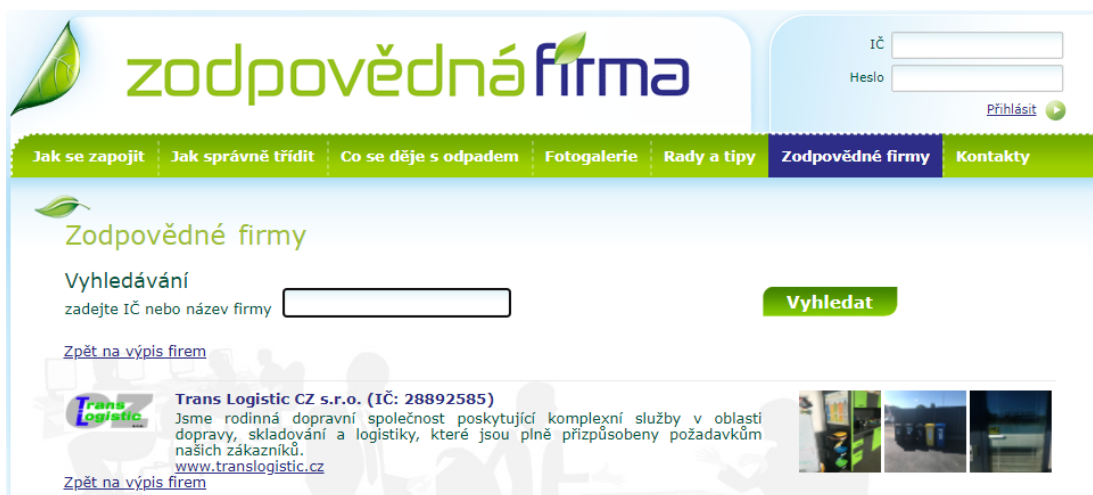 zodpovědná firma
IČ
Heslo
Přihlásit
Jak se zapojit Jak správně třídit Co se děje s odpadem Fotogalerie Rady a tipy Zodpovědné firmy Kontakty
Zodpovědné firmy
Vyhledávání
zadejte IČ nebo název firmy
Vyhledat
Zpět na výpis firem
Trans
Logistic
CZ
Trans Logistic CZ s.r.o. (IČ: 28892585)
Jsme rodinná dopravní společnost poskytující komplexní služby v oblasti
dopravy, skladování a logistiky, které jsou plně přizpůsobeny požadavkům
našich zákazníků.
www.translogistic.cz
Zpět na výpis firem